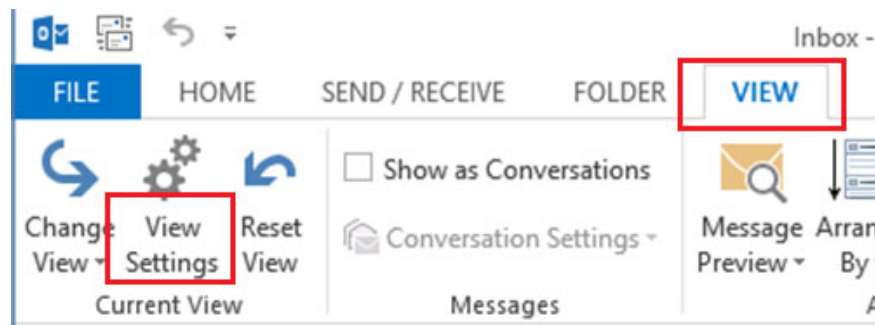 Inbox -
FILE HOME SEND / RECEIVE FOLDER VIEW
Show as Conversations
Change View Reset Conversation Settings Message
View Settings View Preview By
Current View Messages